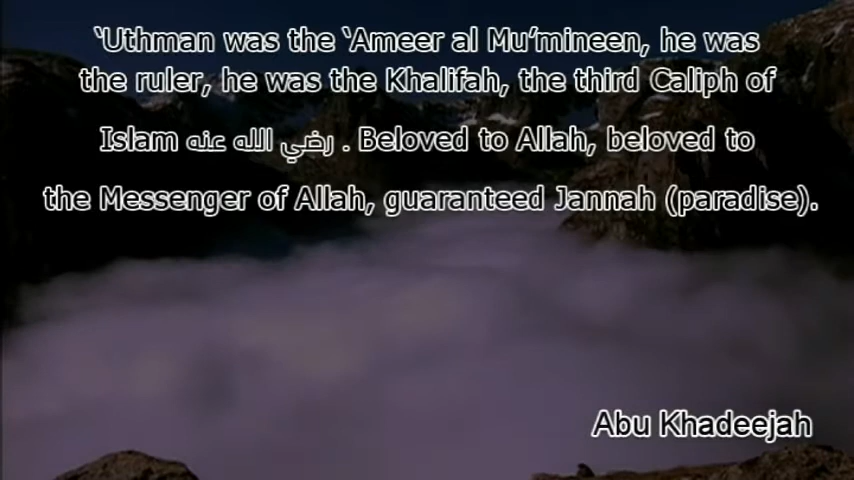 ‘Uthman was the ‘Ameer al Mu’mineen, he was
the ruler, he was the Khalifah, the third Caliph of
Islam رضي الله عنه . Beloved to Allah, beloved to
the Messenger of Allah, guaranteed Jannah (paradise).
Abu Khadeejah